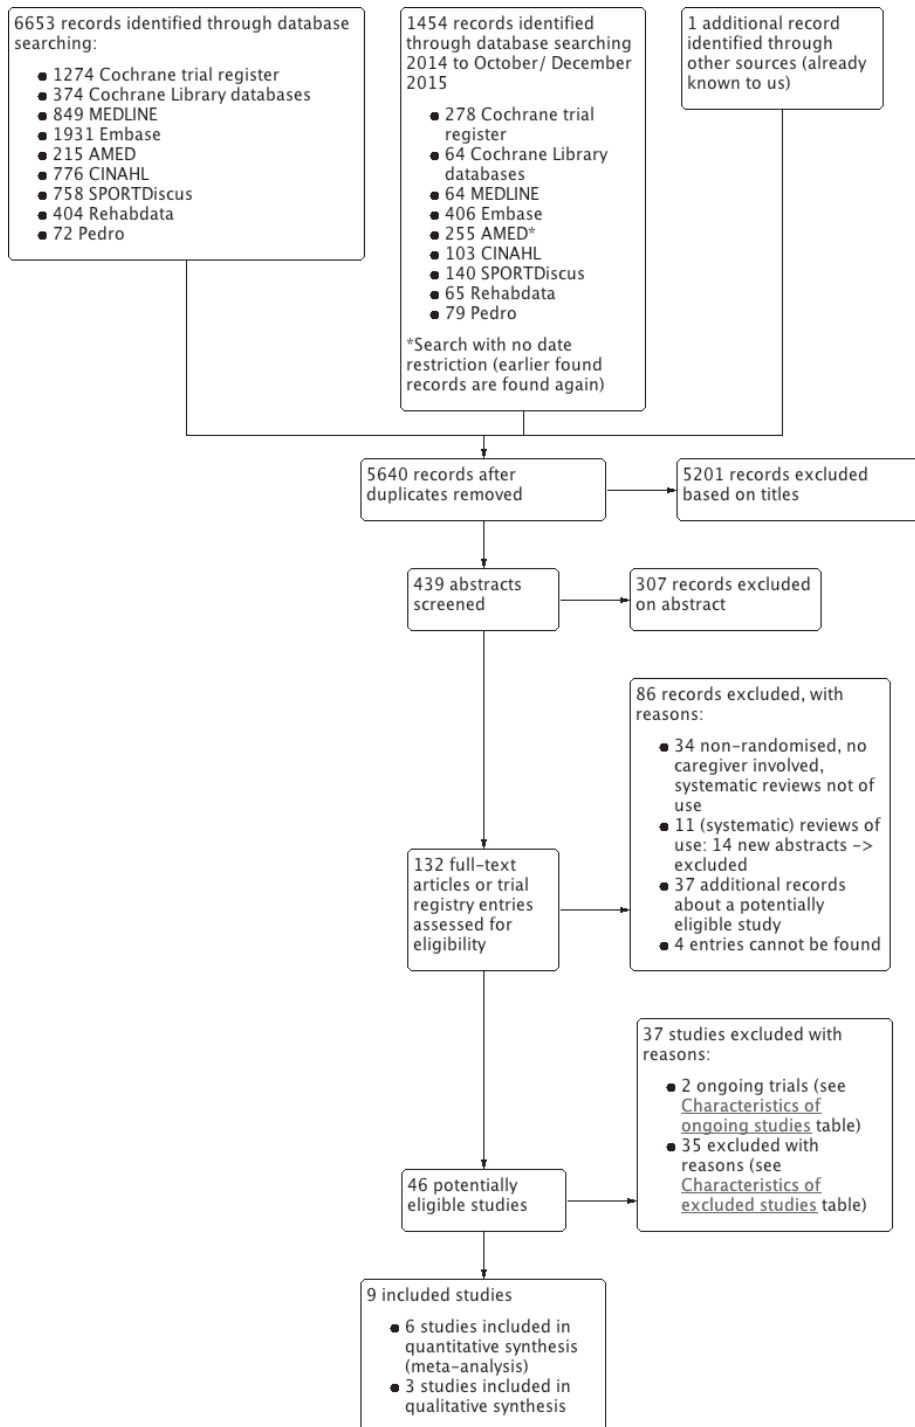 6653 records identified through database
searching:
● 1274 Cochrane trial register
● 374 Cochrane Library databases
● 849 MEDLINE
● 1931 Embase
● 215 AMED
● 776 CINAHL
● 758 SPORTDiscus
● 404 Rehabdata
● 72 Pedro
1454 records identified
through database searching
2014 to October/ December
2015
● 278 Cochrane trial
register
● 64 Cochrane Library
databases
● 64 MEDLINE
● 406 Embase
● 255 AMED*
● 103 CINAHL
● 140 SPORTDiscus
● 65 Rehabdata
● 79 Pedro
*Search with no date
restriction (earlier found
records are found again)
1 additional record
identified through
other sources (already
known to us)
5640 records after
duplicates removed
5201 records excluded
based on titles
439 abstracts
screened
307 records excluded
on abstract
86 records excluded, with
reasons:
● 34 non-randomised, no
caregiver involved,
systematic reviews not of
use
● 11 (systematic) reviews of
use: 14 new abstracts ->
excluded
● 37 additional records
about a potentially
eligible study
● 4 entries cannot be found
132 full-text
articles or trial
registry entries
assessed for
eligibility
37 studies excluded with
reasons:
● 2 ongoing trials (see
Characteristics of
ongoing studies table)
● 35 excluded with
reasons (see
Characteristics of
excluded studies table)
46 potentially
eligible studies
9 included studies
● 6 studies included in
quantitative synthesis
(meta-analysis)
● 3 studies included in
qualitative synthesis